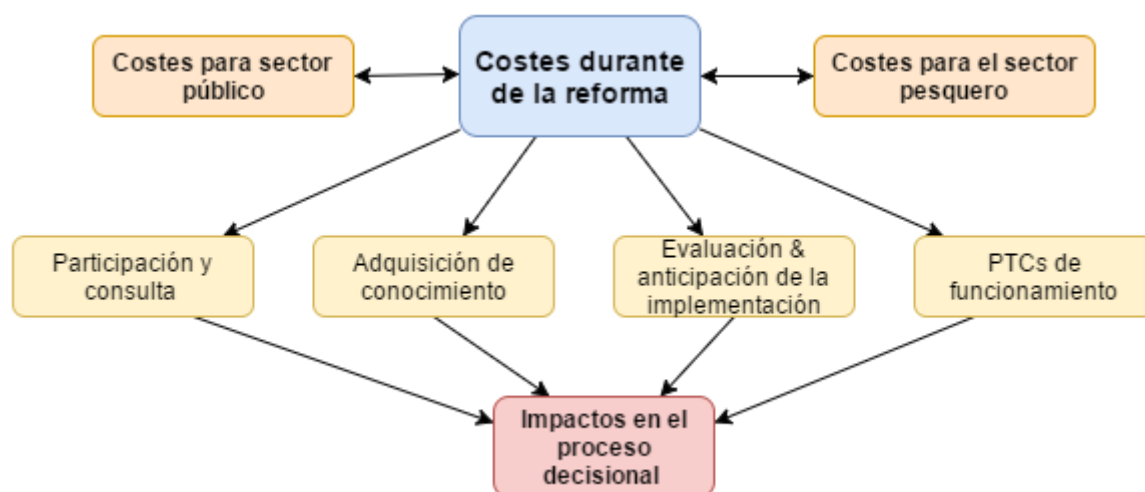 Costes para sector
público
Costes durante
de la reforma
Costes para el sector
pesquero
Participación y
consulta
Adquisición de
conocimiento
Evaluación &
anticipación de la
implementación
PTCs de
funcionamiento
Impactos en el
proceso
decisional